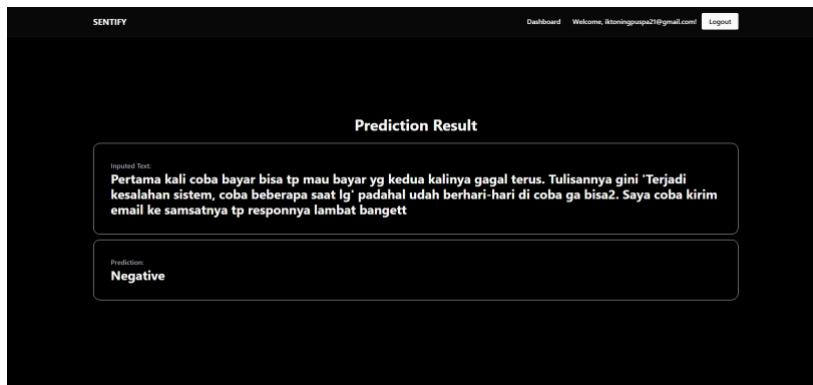 SENTIFY
Dashboard Welcome, iktoningpuspa21@gmail.com! Logout
Prediction Result
Inputed Text:
Pertama kali coba bayar bisa tp mau bayar yg kedua kalinya gagal terus. Tulisannya gini 'Terjadi
kesalahan sistem, coba beberapa saat lg' padahal udah berhari-hari di coba ga bisa2. Saya coba kirim
email ke samsatnya tp responnya lambat bangett
Prediction:
Negative